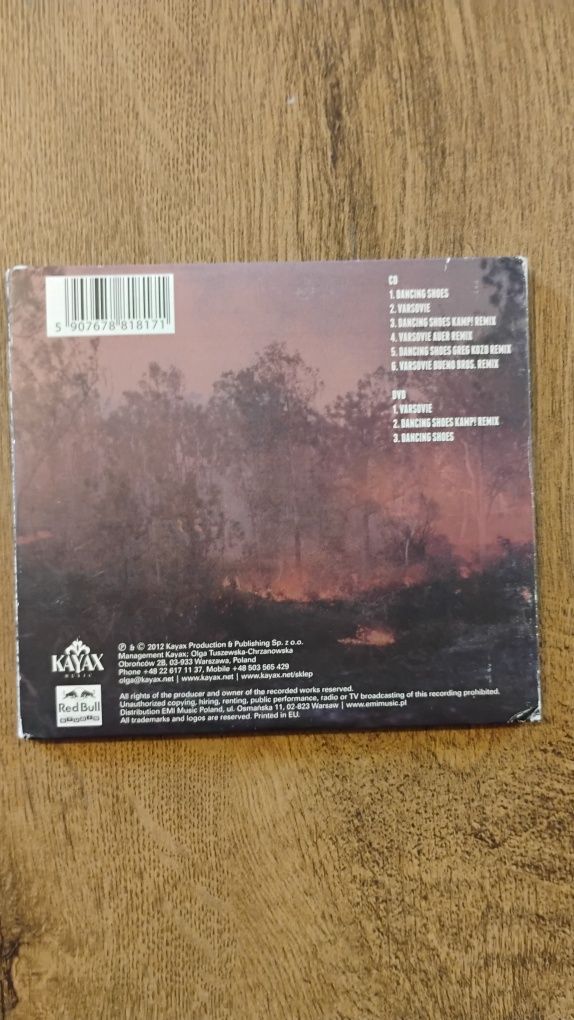 5 907678 818171
CD
1. DANCING SHOES
2. VARSOVIE
3. DANCING SHOES KAMP! REMIX
4. VARSOVIE AUER REMIX
5. DANCING SHOES GREG KOZO REMIX
6. VARSOVIE BUENO BROS. REMIX
DVD
1. VARSOVIE
2. DANCING SHOES KAMP! REMIX
3. DANCING SHOES
KAYAX
MUSIC
℗ & © 2012 Kayax Production & Publishing Sp. z o.o.
Management Kayax: Olga Tuszewska-Chrzanowska
Obrońców 2B, 03-933 Warszawa, Poland
Phone +48 22 617 11 37, Mobile +48 503 565 429
olga@kayax.net | www.kayax.net | www.kayax.net/sklep
Red Bull
All rights of the producer and owner of the recorded works reserved.
Unauthorized copying, hiring, renting, public performance, radio or TV broadcasting of this recording prohibited.
Distribution EMI Music Poland, ul. Osmańska 11, 02-823 Warsaw | www.emimusic.pl
All trademarks and logos are reserved. Printed in EU.